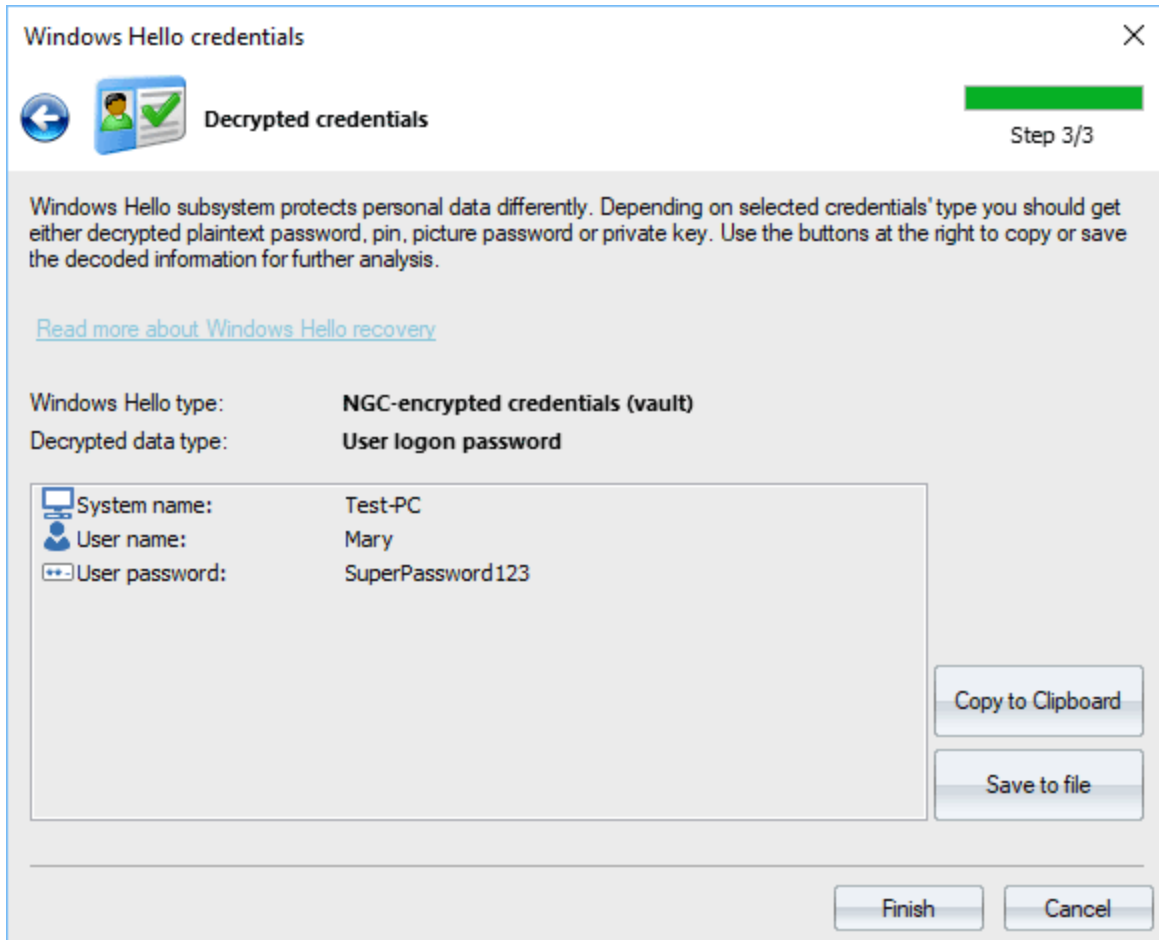 Windows Hello credentials
Decrypted credentials
Step 3/3
Windows Hello subsystem protects personal data differently. Depending on selected credentials' type you should get
either decrypted plaintext password, pin, picture password or private key. Use the buttons at the right to copy or save
the decoded information for further analysis.
Read more about Windows Hello recovery
Windows Hello type: NGC-encrypted credentials (vault)
Decrypted data type: User logon password
System name: Test-PC
User name: Mary
User password: SuperPassword123
Copy to Clipboard
Save to file
Finish Cancel